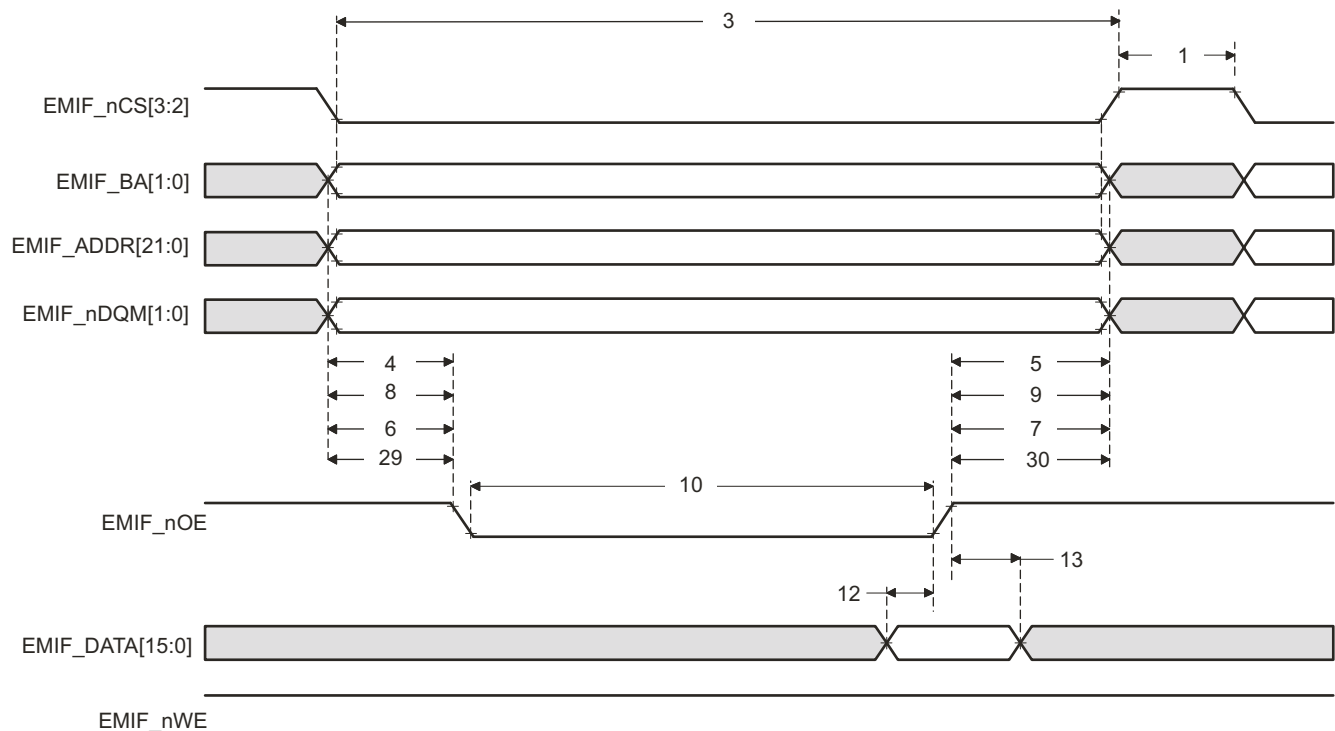 3
1
EMIF_nCS[3:2]
EMIF_BA[1:0]
EMIF_ADDR[21:0]
EMIF_nDQM[1:0]
4 5
8 9
6 7
29 30
10
EMIF_nOE
13
12
EMIF_DATA[15:0]
EMIF_nWE